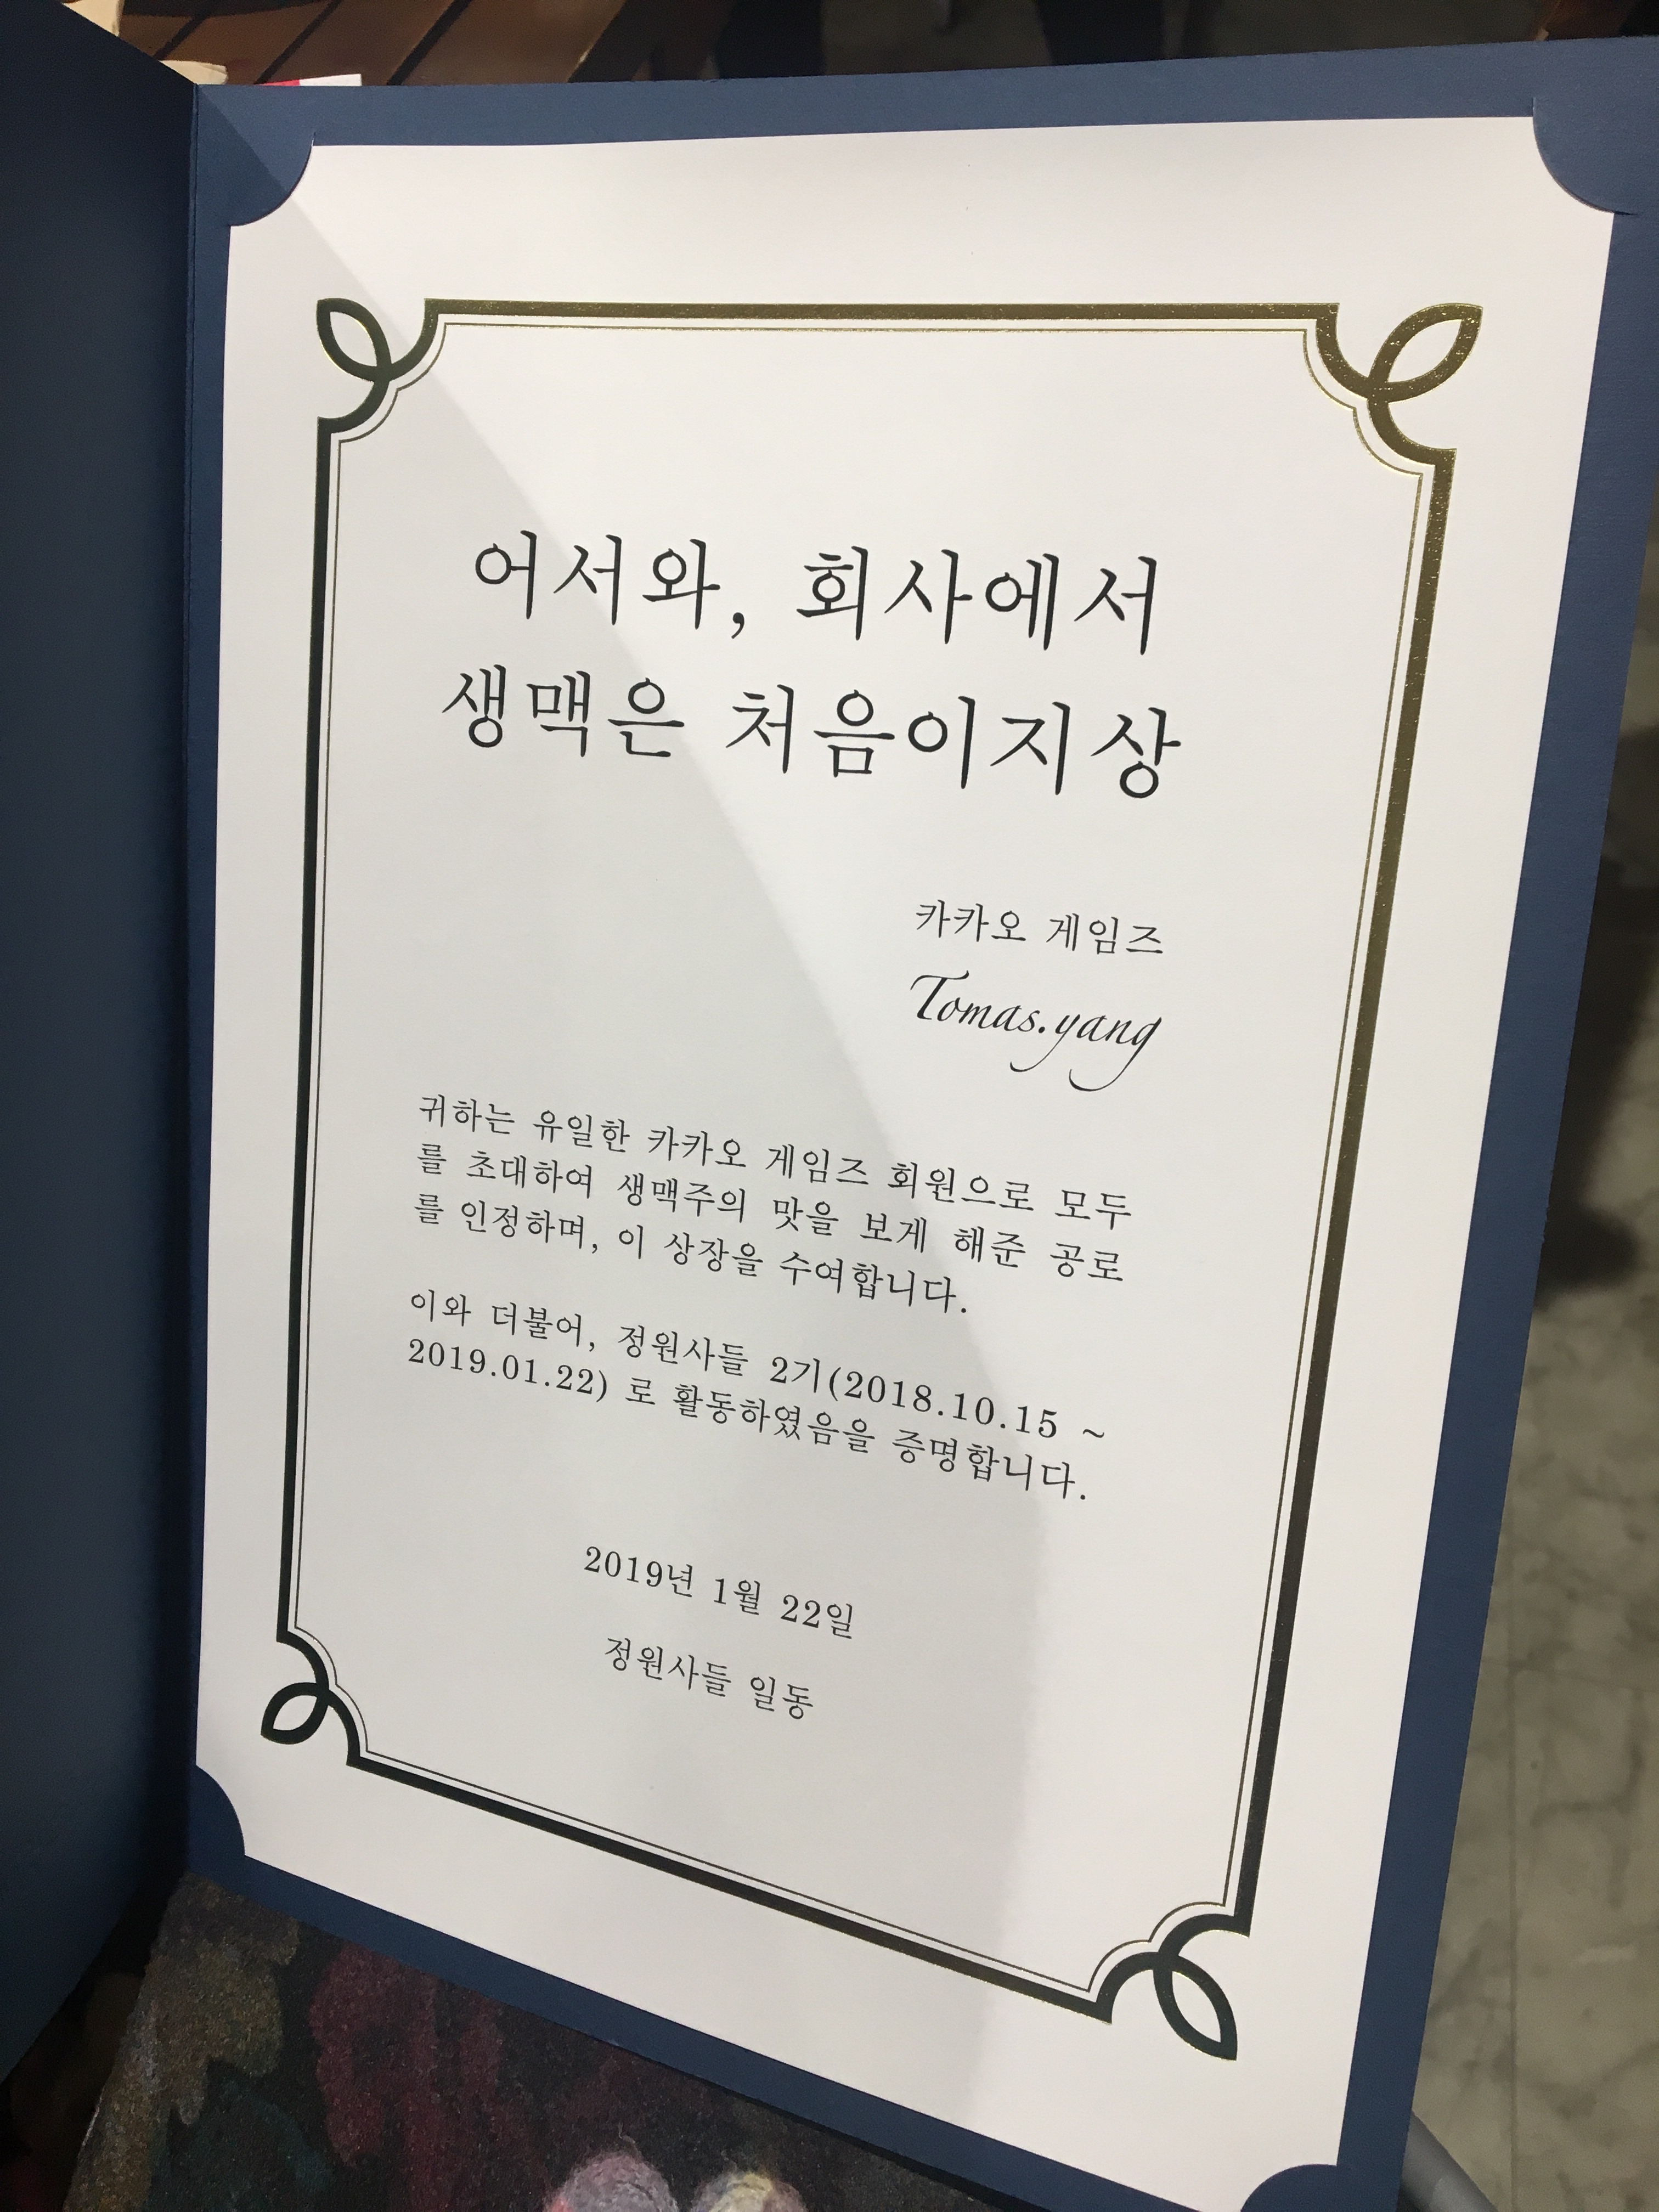 어서와, 회사에서
생맥은 처음이지상
카카오 게임즈
Tomas.yang
귀하는 유일한 카카오 게임즈 회원으로 모두
를 초대하여 생맥주의 맛을 보게 해준 공로
를 인정하며, 이 상장을 수여합니다.
이와 더불어, 정원사들 2기(2018.10.15 ~
2019.01.22) 로 활동하였음을 증명합니다.
2019년 1월 22일
정원사들 일동